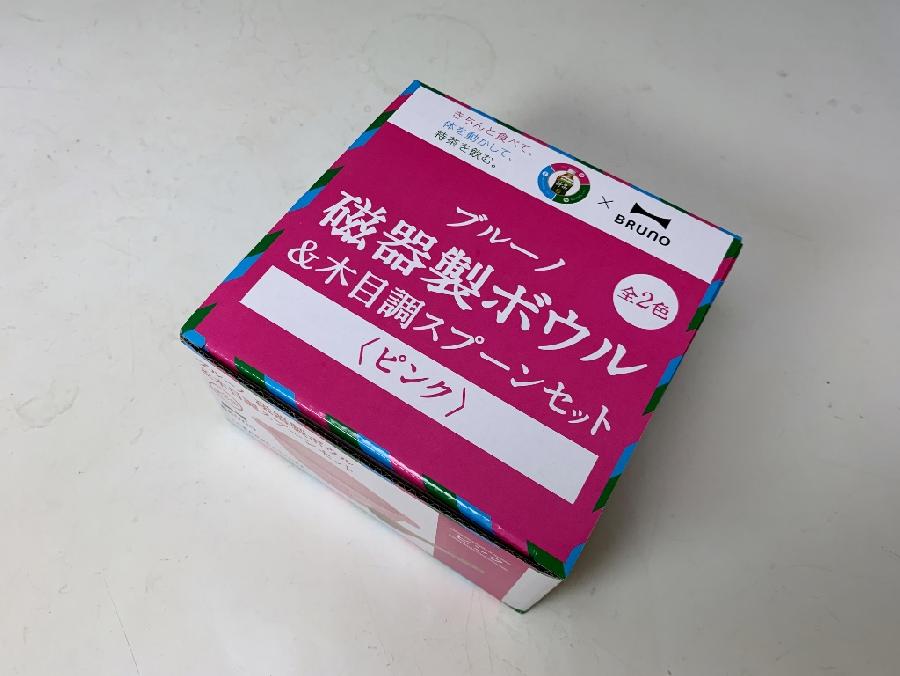 きちんと食べて、
体を動かして、
特茶を飲む。
×
BRUNO
ブルーノ
磁器製ボウル
&木目調スプーンセット
全2色
〈ピンク〉